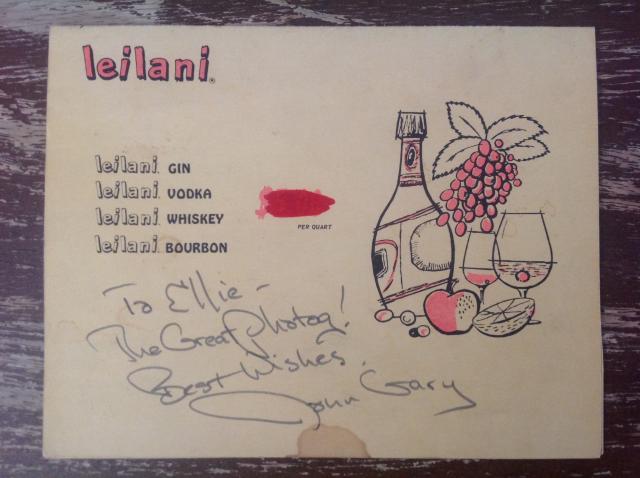 leilani®
leilani GIN
leilani VODKA
leilani WHISKEY
leilani BOURBON
PER QUART
To Ellie -
The Great Photog!
Best Wishes
John Gary